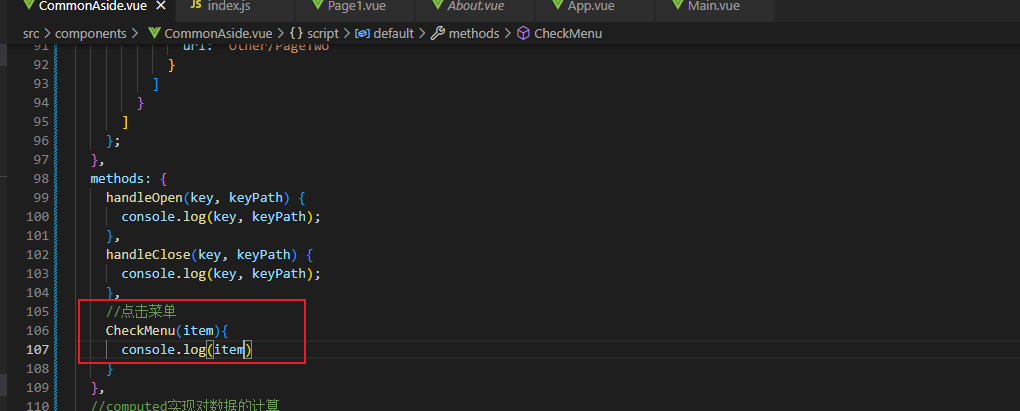 CommonAside.vue × JS index.js Page1.vue About.vue App.vue Main.vue
src > components > CommonAside.vue > {} script > default > methods > CheckMenu
91 url: "Other/PageTwo"
92 }
93 ]
94 }
95 ]
96 };
97 },
98 methods: {
99 handleOpen(key, keyPath) {
100 console.log(key, keyPath);
101 },
102 handleClose(key, keyPath) {
103 console.log(key, keyPath);
104 },
105 //点击菜单
106 CheckMenu(item){
107 console.log(item)
108 }
109 },
110 //computed实现对数据的计算